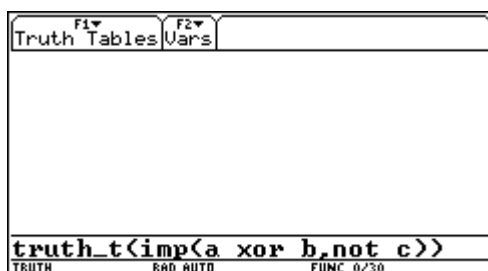 F1▾ F2▾
Truth Tables Vars
truth_t(imp(a xor b,not c))
TRUTH RAD AUTO FUNC 0/30